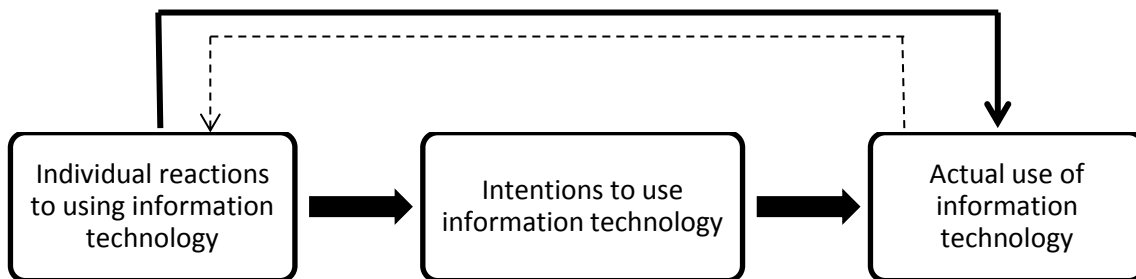 Individual reactions
to using information
technology
Intentions to use
information technology
Actual use of
information
technology